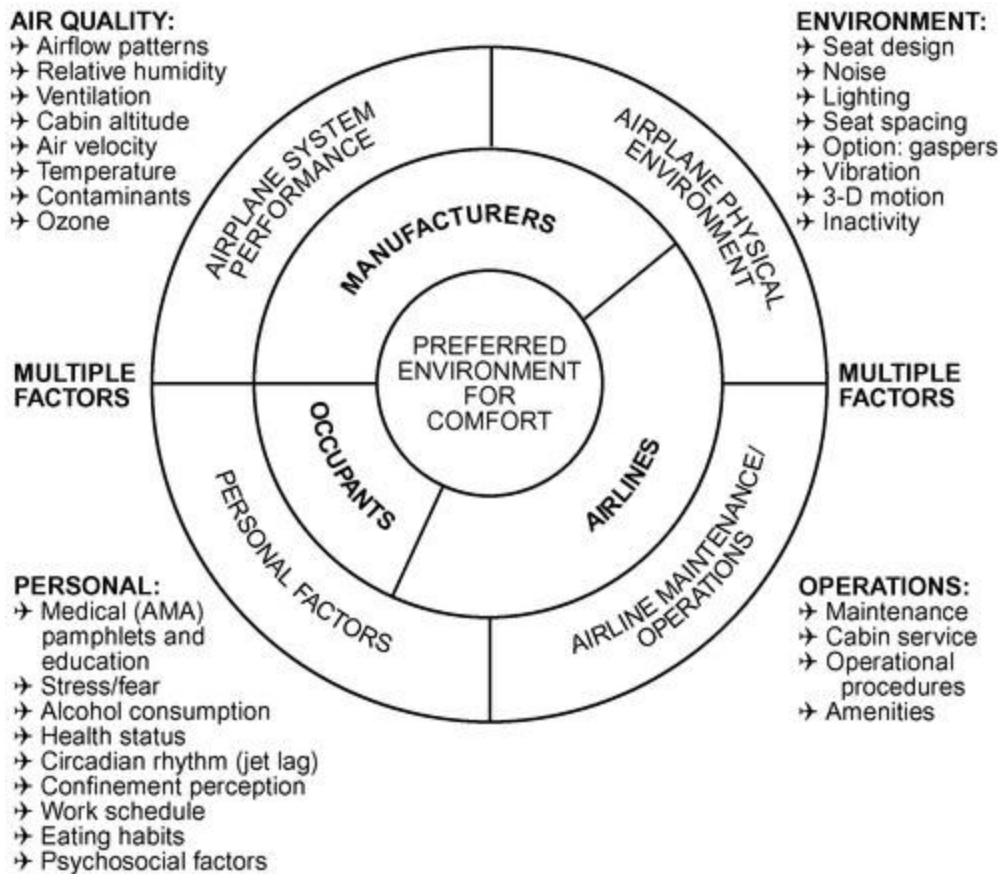 AIR QUALITY:
✈ Airflow patterns
✈ Relative humidity
✈ Ventilation
✈ Cabin altitude
✈ Air velocity
✈ Temperature
✈ Contaminants
✈ Ozone
ENVIRONMENT:
✈ Seat design
✈ Noise
✈ Lighting
✈ Seat spacing
✈ Option: gaspers
✈ Vibration
✈ 3-D motion
✈ Inactivity
AIRPLANE SYSTEM
PERFORMANCE
AIRPLANE PHYSICAL
ENVIRONMENT
MANUFACTURERS
PREFERRED
ENVIRONMENT
FOR
COMFORT
MULTIPLE
FACTORS
MULTIPLE
FACTORS
OCCUPANTS
AIRLINES
PERSONAL FACTORS
AIRLINE MAINTENANCE/
OPERATIONS
PERSONAL:
✈ Medical (AMA)
pamphlets and
education
✈ Stress/fear
✈ Alcohol consumption
✈ Health status
✈ Circadian rhythm (jet lag)
✈ Confinement perception
✈ Work schedule
✈ Eating habits
✈ Psychosocial factors
OPERATIONS:
✈ Maintenance
✈ Cabin service
✈ Operational
procedures
✈ Amenities